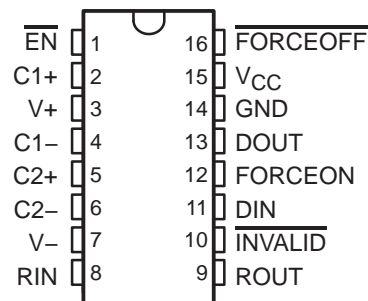 EN 1 16 FORCEOFF
C1+ 2 15 VCC
V+ 3 14 GND
C1− 4 13 DOUT
C2+ 5 12 FORCEON
C2− 6 11 DIN
V− 7 10 INVALID
RIN 8 9 ROUT